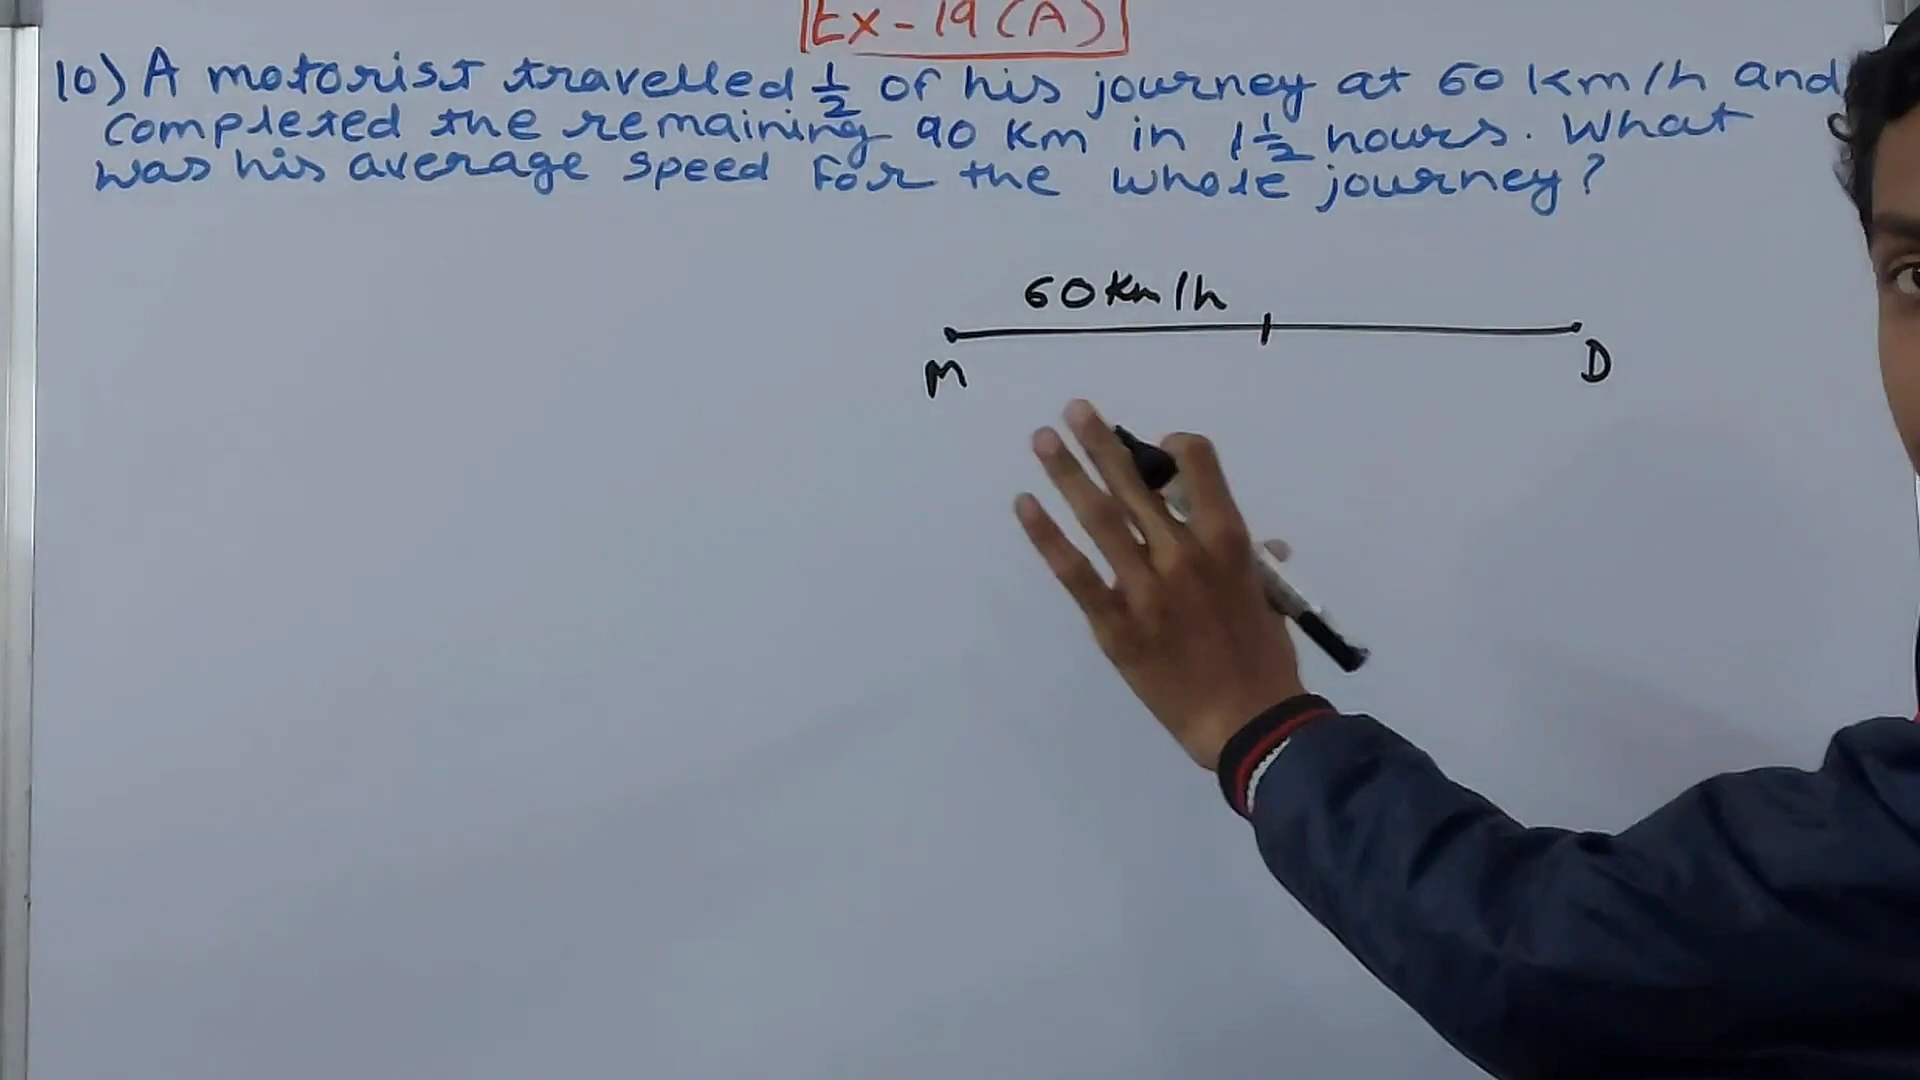 Ex-19(A)
10) A motorist travelled 1/2 of his journey at 60 km/h and
completed the remaining 90 km in 1 1/2 hours. What
was his average speed for the whole journey?
60 km/h
M D